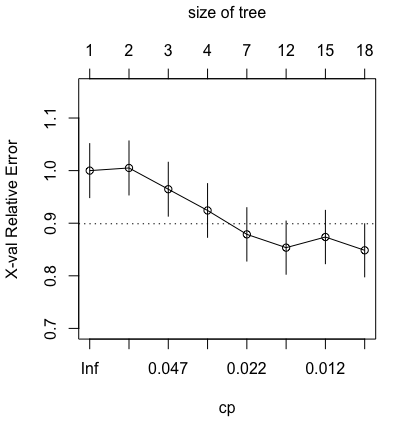 size of tree
1 2 3 4 7 12 15 18
X-val Relative Error
1.1
1.0
0.9
0.8
0.7
Inf 0.047 0.022 0.012
cp